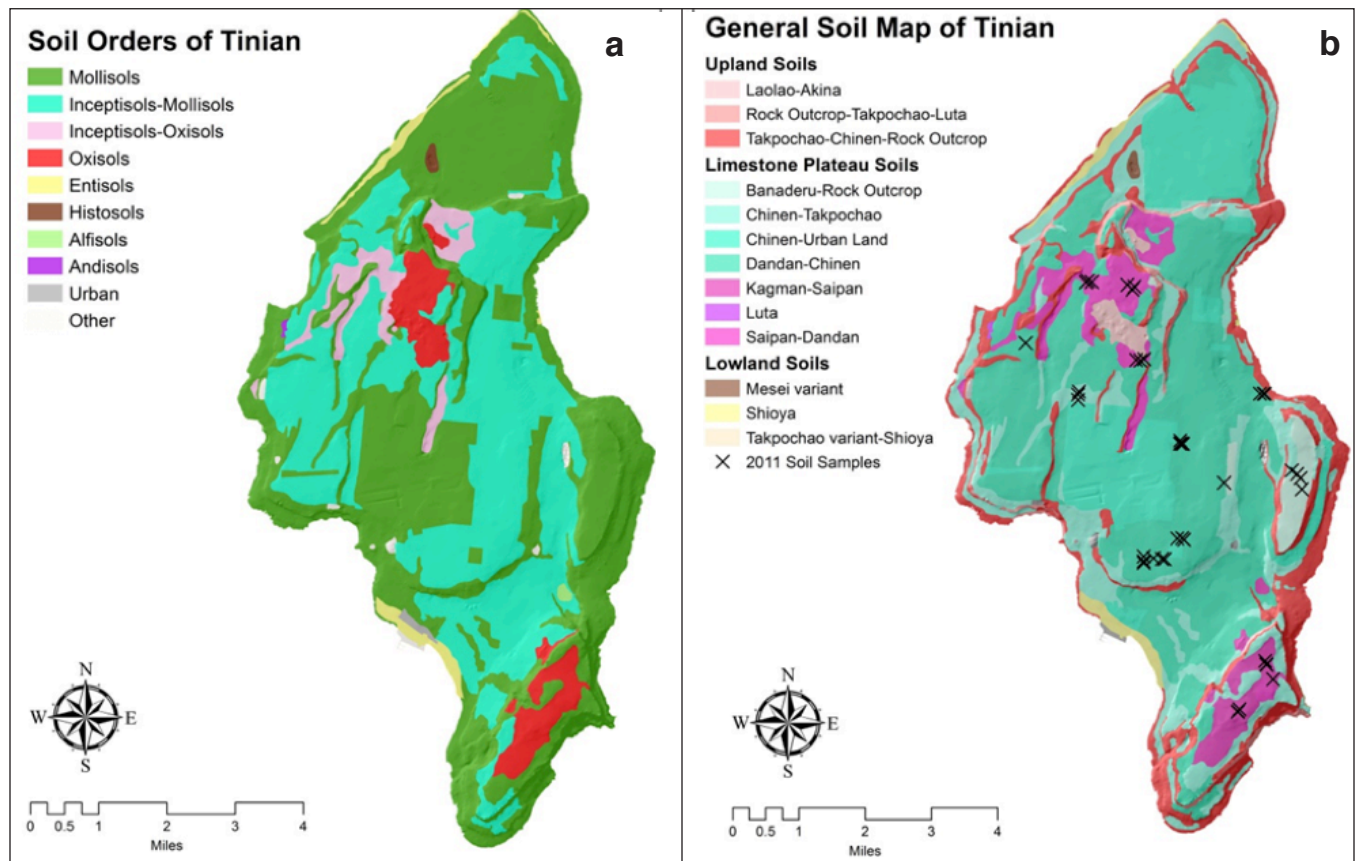 Soil Orders of Tinian
a
Mollisols
Inceptisols-Mollisols
Inceptisols-Oxisols
Oxisols
Entisols
Histosols
Alfisols
Andisols
Urban
Other
N
W E
S
0 0.5 1 2 3 4
Miles
General Soil Map of Tinian
b
Upland Soils
Laolao-Akina
Rock Outcrop-Takpochao-Luta
Takpochao-Chinen-Rock Outcrop
Limestone Plateau Soils
Banaderu-Rock Outcrop
Chinen-Takpochao
Chinen-Urban Land
Dandan-Chinen
Kagman-Saipan
Luta
Saipan-Dandan
Lowland Soils
Mesei variant
Shioya
Takpochao variant-Shioya
2011 Soil Samples
N
W E
S
0 0.5 1 2 3 4
Miles